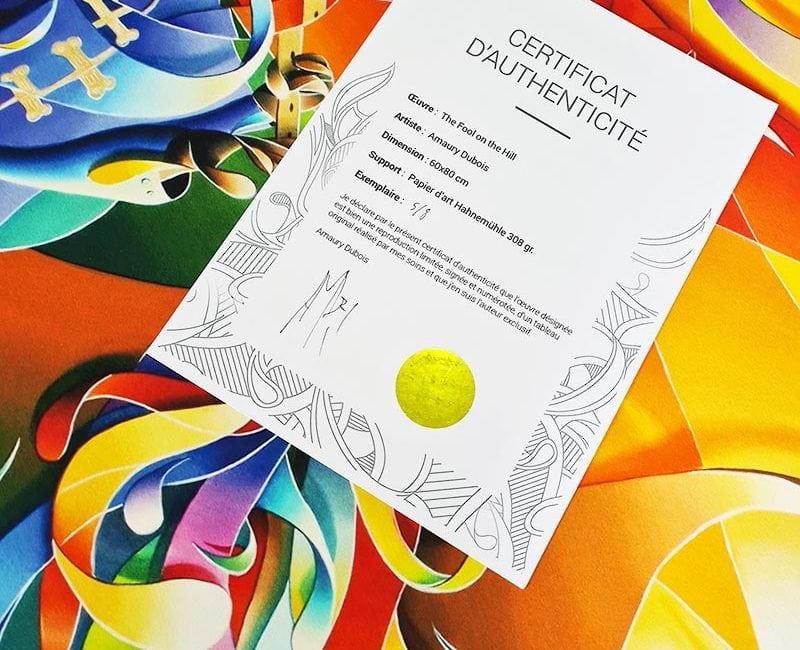 CERTIFICAT
D'AUTHENTICITÉ
Œuvre : The Fool on the Hill
Artiste : Amaury Dubois
Dimension : 60x80 cm
Support : Papier d'art Hahnemühle 308 gr.
Exemplaire : 5/8
Je déclare par le présent certificat d'authenticité que l'œuvre désignée
est bien une reproduction limitée, signée et numérotée, d'un tableau
original réalisé par mes soins et que j'en suis l'auteur exclusif.
Amaury Dubois